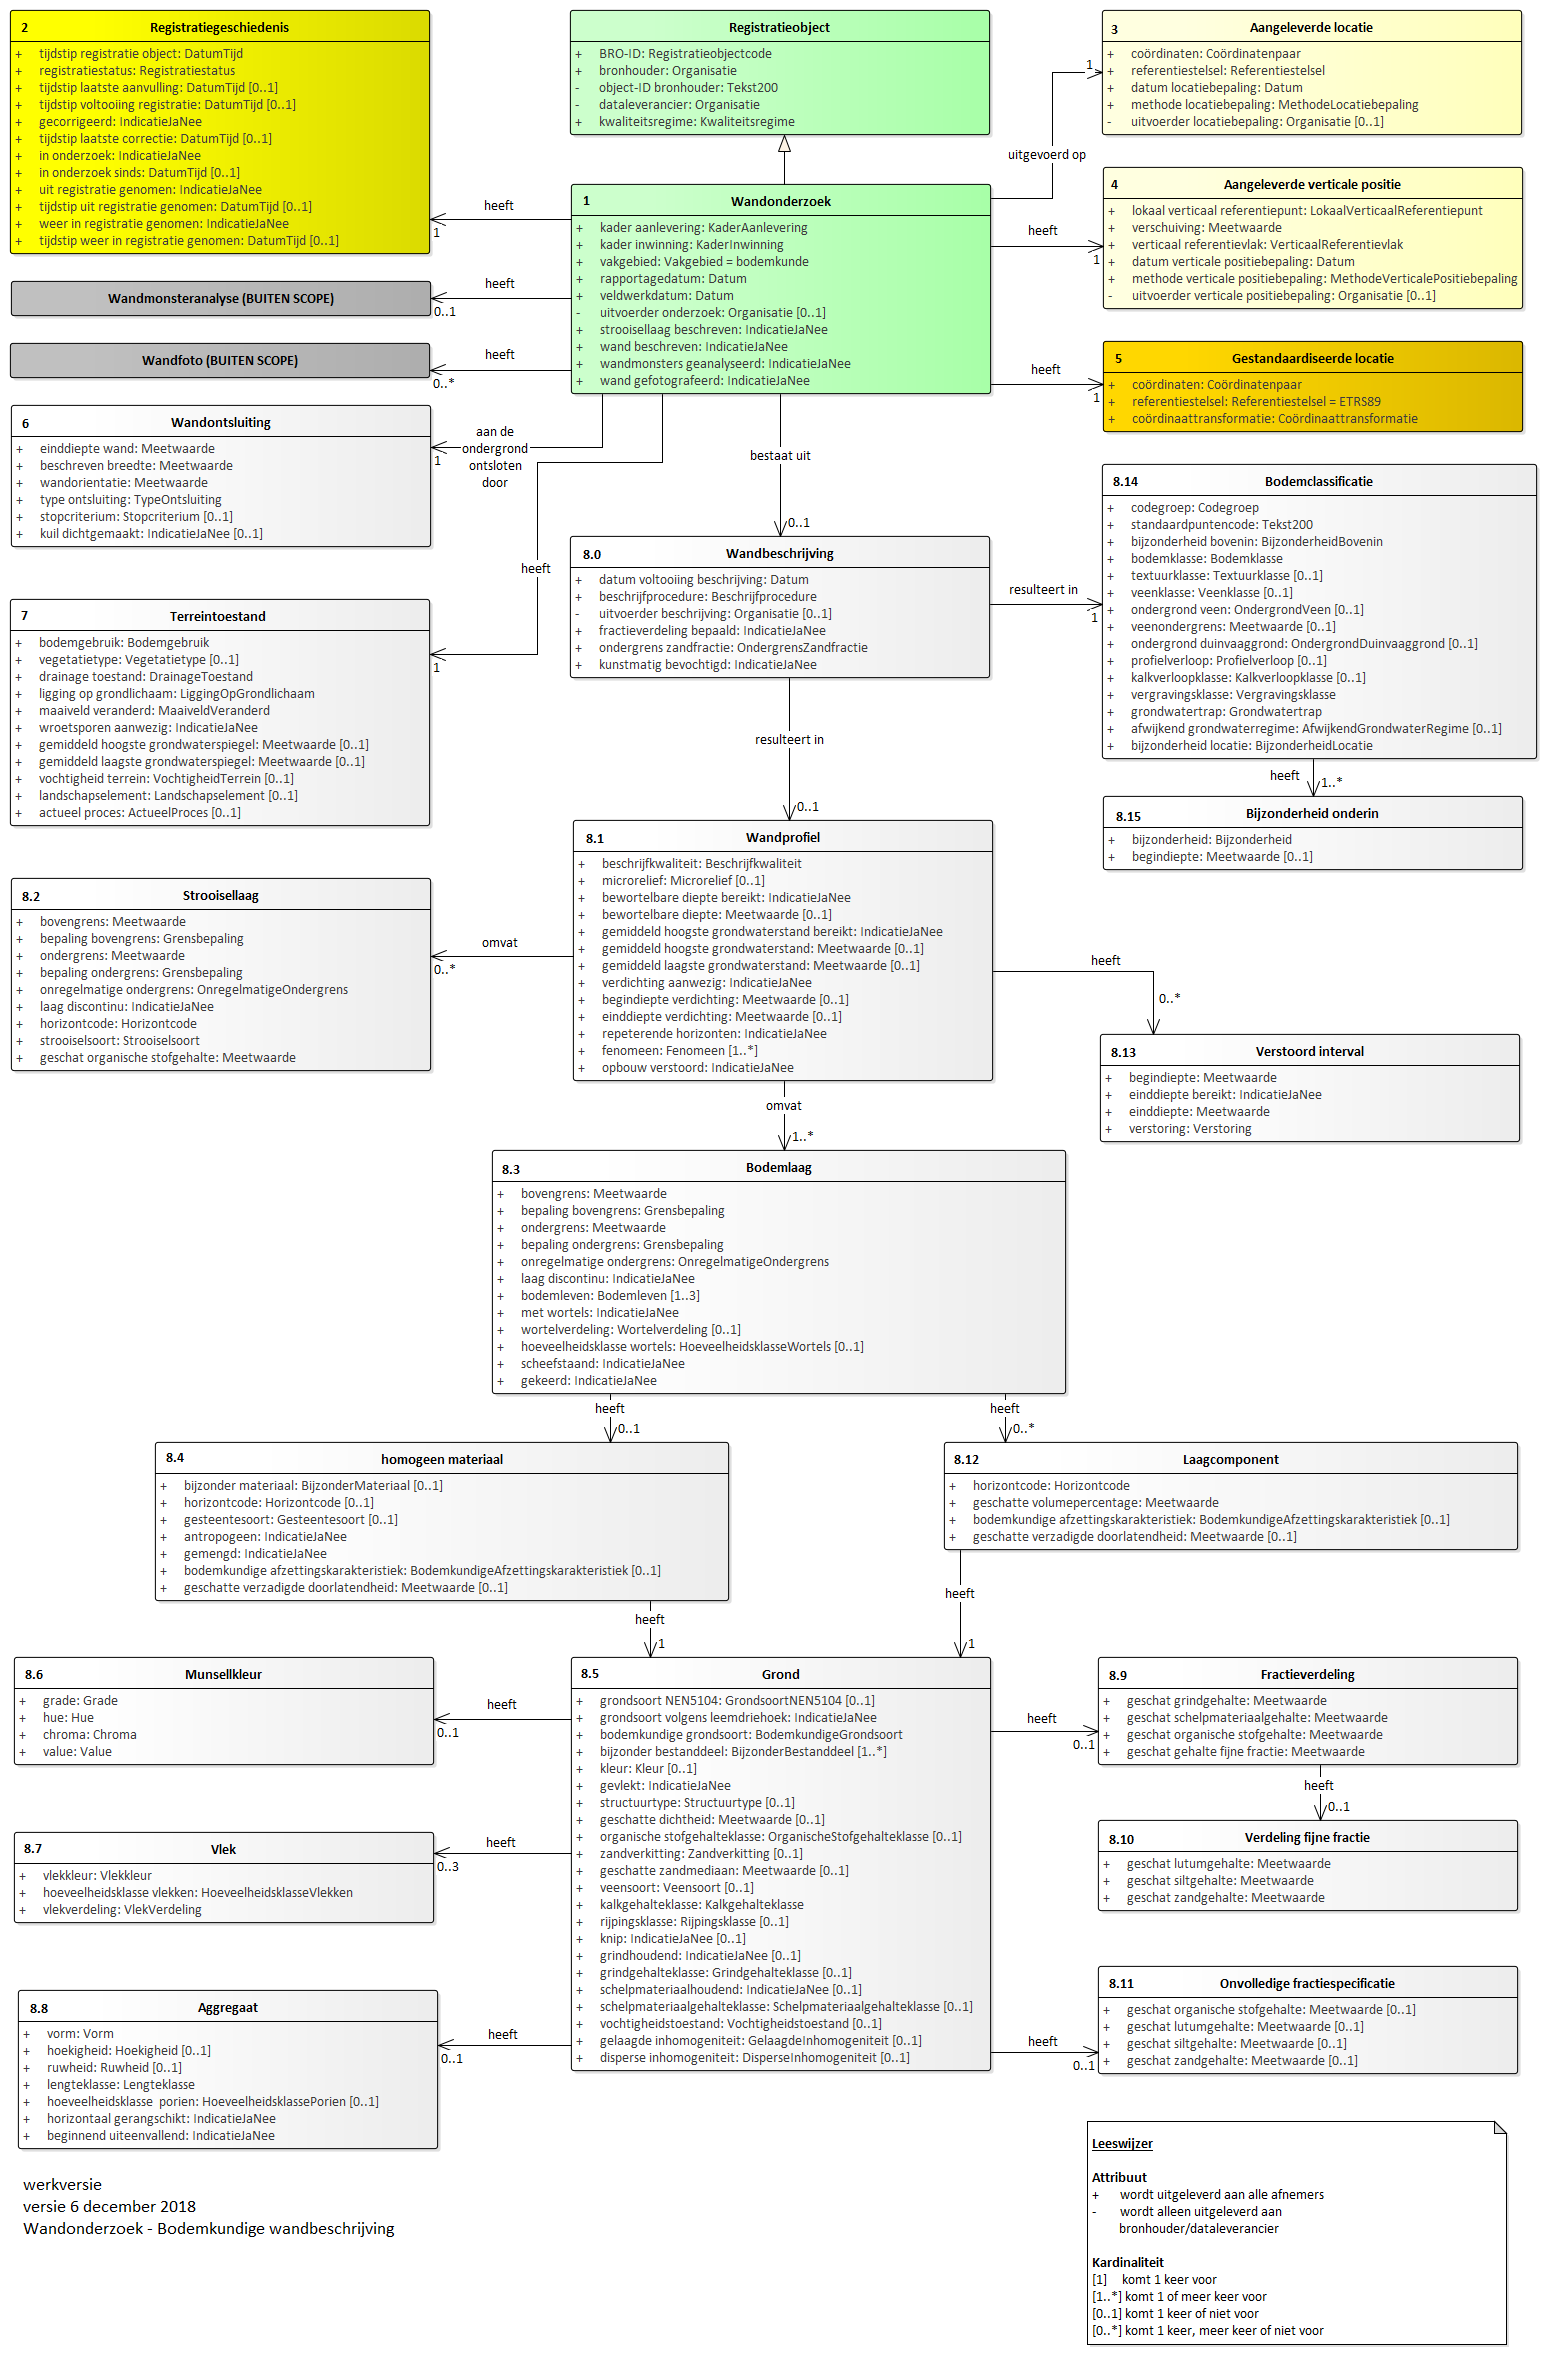 2 Registratiegeschiedenis
+ tijdstip registratie object: DatumTijd
+ registratiestatus: Registratiestatus
+ tijdstip laatste aanvulling: DatumTijd [0..1]
+ tijdstip voltooiing registratie: DatumTijd [0..1]
+ gecorrigeerd: IndicatieJaNee
+ tijdstip laatste correctie: DatumTijd [0..1]
+ in onderzoek: IndicatieJaNee
+ in onderzoek sinds: DatumTijd [0..1]
+ uit registratie genomen: IndicatieJaNee
+ tijdstip uit registratie genomen: DatumTijd [0..1]
+ weer in registratie genomen: IndicatieJaNee
+ tijdstip weer in registratie genomen: DatumTijd [0..1]
Registratieobject
+ BRO-ID: Registratieobjectcode
+ bronhouder: Organisatie
- object-ID bronhouder: Tekst200
- dataleverancier: Organisatie
+ kwaliteitsregime: Kwaliteitsregime
3 Aangeleverde locatie
+ coördinaten: Coördinatenpaar
+ referentiestelsel: Referentiestelsel
+ datum locatiebepaling: Datum
+ methode locatiebepaling: MethodeLocatiebepaling
- uitvoerder locatiebepaling: Organisatie [0..1]
1
uitgevoerd op
1 Wandonderzoek
+ kader aanlevering: KaderAanlevering
+ kader inwinning: KaderInwinning
+ vakgebied: Vakgebied = bodemkunde
+ rapportagedatum: Datum
+ veldwerkdatum: Datum
- uitvoerder onderzoek: Organisatie [0..1]
+ strooisellaag beschreven: IndicatieJaNee
+ wand beschreven: IndicatieJaNee
+ wandmonsters geanalyseerd: IndicatieJaNee
+ wand gefotografeerd: IndicatieJaNee
heeft
1
4 Aangeleverde verticale positie
+ lokaal verticaal referentiepunt: LokaalVerticaalReferentiepunt
+ verschuiving: Meetwaarde
+ verticaal referentievlak: VerticaalReferentievlak
+ datum verticale positiebepaling: Datum
+ methode verticale positiebepaling: MethodeVerticalePositiebepaling
- uitvoerder verticale positiebepaling: Organisatie [0..1]
heeft
1
Wandmonsteranalyse (BUITEN SCOPE)
heeft
0..1
Wandfoto (BUITEN SCOPE)
heeft
0..*
5 Gestandaardiseerde locatie
+ coördinaten: Coördinatenpaar
+ referentiestelsel: Referentiestelsel = ETRS89
+ coördinaattransformatie: Coördinaattransformatie
heeft
1
6 Wandontsluiting
+ einddiepte wand: Meetwaarde
+ beschreven breedte: Meetwaarde
+ wandorientatie: Meetwaarde
+ type ontsluiting: TypeOntsluiting
+ stopcriterium: Stopcriterium [0..1]
+ kuil dichtgemaakt: IndicatieJaNee [0..1]
aan de
ondergrond
ontsloten
door
1
bestaat uit
0..1
8.14 Bodemclassificatie
+ codegroep: Codegroep
+ standaardpuntencode: Tekst200
+ bijzonderheid bovenin: BijzonderheidBovenin
+ bodemklasse: Bodemklasse
+ textuurklasse: Textuurklasse [0..1]
+ veenklasse: Veenklasse [0..1]
+ ondergrond veen: OndergrondVeen [0..1]
+ veenondergrens: Meetwaarde [0..1]
+ ondergrond duinvaaggrond: OndergrondDuinvaaggrond [0..1]
+ profielverloop: Profielverloop [0..1]
+ kalkverloopklasse: Kalkverloopklasse [0..1]
+ vergravingsklasse: Vergravingsklasse
+ grondwatertrap: Grondwatertrap
+ afwijkend grondwaterregime: AfwijkendGrondwaterRegime [0..1]
+ bijzonderheid locatie: BijzonderheidLocatie
8.0 Wandbeschrijving
+ datum voltooiing beschrijving: Datum
+ beschrijfprocedure: Beschrijfprocedure
- uitvoerder beschrijving: Organisatie [0..1]
+ fractieverdeling bepaald: IndicatieJaNee
+ ondergrens zandfractie: OndergrensZandfractie
+ kunstmatig bevochtigd: IndicatieJaNee
resulteert in
1
heeft
1
7 Terreintoestand
+ bodemgebruik: Bodemgebruik
+ vegetatietype: Vegetatietype [0..1]
+ drainage toestand: DrainageToestand
+ ligging op grondlichaam: LiggingOpGrondlichaam
+ maaiveld veranderd: MaaiveldVeranderd
+ wroetsporen aanwezig: IndicatieJaNee
+ gemiddeld hoogste grondwaterspiegel: Meetwaarde [0..1]
+ gemiddeld laagste grondwaterspiegel: Meetwaarde [0..1]
+ vochtigheid terrein: VochtigheidTerrein [0..1]
+ landschapselement: Landschapselement [0..1]
+ actueel proces: ActueelProces [0..1]
resulteert in
0..1
heeft
1..*
8.15 Bijzonderheid onderin
+ bijzonderheid: Bijzonderheid
+ begindiepte: Meetwaarde [0..1]
8.1 Wandprofiel
+ beschrijfkwaliteit: Beschrijfkwaliteit
+ microrelief: Microrelief [0..1]
+ bewortelbare diepte bereikt: IndicatieJaNee
+ bewortelbare diepte: Meetwaarde [0..1]
+ gemiddeld hoogste grondwaterstand bereikt: IndicatieJaNee
+ gemiddeld hoogste grondwaterstand: Meetwaarde [0..1]
+ gemiddeld laagste grondwaterstand: Meetwaarde [0..1]
+ verdichting aanwezig: IndicatieJaNee
+ begindiepte verdichting: Meetwaarde [0..1]
+ einddiepte verdichting: Meetwaarde [0..1]
+ repeterende horizonten: IndicatieJaNee
+ fenomeen: Fenomeen [1..*]
+ opbouw verstoord: IndicatieJaNee
8.2 Strooisellaag
+ bovengrens: Meetwaarde
+ bepaling bovengrens: Grensbepaling
+ ondergrens: Meetwaarde
+ bepaling ondergrens: Grensbepaling
+ onregelmatige ondergrens: OnregelmatigeOndergrens
+ laag discontinu: IndicatieJaNee
+ horizontcode: Horizontcode
+ strooiselsoort: Strooiselsoort
+ geschat organische stofgehalte: Meetwaarde
omvat
0..*
heeft
0..*
8.13 Verstoord interval
+ begindiepte: Meetwaarde
+ einddiepte bereikt: IndicatieJaNee
+ einddiepte: Meetwaarde
+ verstoring: Verstoring
omvat
1..*
8.3 Bodemlaag
+ bovengrens: Meetwaarde
+ bepaling bovengrens: Grensbepaling
+ ondergrens: Meetwaarde
+ bepaling ondergrens: Grensbepaling
+ onregelmatige ondergrens: OnregelmatigeOndergrens
+ laag discontinu: IndicatieJaNee
+ bodemleven: Bodemleven [1..3]
+ met wortels: IndicatieJaNee
+ wortelverdeling: Wortelverdeling [0..1]
+ hoeveelheidsklasse wortels: HoeveelheidsklasseWortels [0..1]
+ scheefstaand: IndicatieJaNee
+ gekeerd: IndicatieJaNee
heeft
0..1
heeft
0..*
8.4 homogeen materiaal
+ bijzonder materiaal: BijzonderMateriaal [0..1]
+ horizontcode: Horizontcode [0..1]
+ gesteentesoort: Gesteentesoort [0..1]
+ antropogeen: IndicatieJaNee
+ gemengd: IndicatieJaNee
+ bodemkundige afzettingskarakteristiek: BodemkundigeAfzettingskarakteristiek [0..1]
+ geschatte verzadigde doorlatendheid: Meetwaarde [0..1]
8.12 Laagcomponent
+ horizontcode: Horizontcode
+ geschatte volumepercentage: Meetwaarde
+ bodemkundige afzettingskarakteristiek: BodemkundigeAfzettingskarakteristiek [0..1]
+ geschatte verzadigde doorlatendheid: Meetwaarde [0..1]
heeft
1
heeft
1
8.6 Munsellkleur
+ grade: Grade
+ hue: Hue
+ chroma: Chroma
+ value: Value
heeft
0..1
8.5 Grond
+ grondsoort NEN5104: GrondsoortNEN5104 [0..1]
+ grondsoort volgens leemdriehoek: IndicatieJaNee
+ bodemkundige grondsoort: BodemkundigeGrondsoort
+ bijzonder bestanddeel: BijzonderBestanddeel [1..*]
+ kleur: Kleur [0..1]
+ gevlekt: IndicatieJaNee
+ structuurtype: Structuurtype [0..1]
+ geschatte dichtheid: Meetwaarde [0..1]
+ organische stofgehalteklasse: OrganischeStofgehalteklasse [0..1]
+ zandverkitting: Zandverkitting [0..1]
+ geschatte zandmediaan: Meetwaarde [0..1]
+ veensoort: Veensoort [0..1]
+ kalkgehalteklasse: Kalkgehalteklasse
+ rijpingsklasse: Rijpingsklasse [0..1]
+ knip: IndicatieJaNee [0..1]
+ grindhoudend: IndicatieJaNee [0..1]
+ grindgehalteklasse: Grindgehalteklasse [0..1]
+ schelpmateriaalhoudend: IndicatieJaNee [0..1]
+ schelpmateriaalgehalteklasse: Schelpmateriaalgehalteklasse [0..1]
+ vochtigheidstoestand: Vochtigheidstoestand [0..1]
+ gelaagde inhomogeniteit: GelaagdeInhomogeniteit [0..1]
+ disperse inhomogeniteit: DisperseInhomogeniteit [0..1]
heeft
0..1
8.9 Fractieverdeling
+ geschat grindgehalte: Meetwaarde
+ geschat schelpmateriaalgehalte: Meetwaarde
+ geschat organische stofgehalte: Meetwaarde
+ geschat gehalte fijne fractie: Meetwaarde
heeft
0..1
8.10 Verdeling fijne fractie
+ geschat lutumgehalte: Meetwaarde
+ geschat siltgehalte: Meetwaarde
+ geschat zandgehalte: Meetwaarde
8.7 Vlek
+ vlekkleur: Vlekkleur
+ hoeveelheidsklasse vlekken: HoeveelheidsklasseVlekken
+ vlekverdeling: VlekVerdeling
heeft
0..3
8.8 Aggregaat
+ vorm: Vorm
+ hoekigheid: Hoekigheid [0..1]
+ ruwheid: Ruwheid [0..1]
+ lengteklasse: Lengteklasse
+ hoeveelheidsklasse porien: HoeveelheidsklassePorien [0..1]
+ horizontaal gerangschikt: IndicatieJaNee
+ beginnend uiteenvallend: IndicatieJaNee
heeft
0..1
heeft
0..1
8.11 Onvolledige fractiespecificatie
+ geschat organische stofgehalte: Meetwaarde [0..1]
+ geschat lutumgehalte: Meetwaarde [0..1]
+ geschat siltgehalte: Meetwaarde [0..1]
+ geschat zandgehalte: Meetwaarde [0..1]
werkversie
versie 6 december 2018
Wandonderzoek - Bodemkundige wandbeschrijving
Leeswijzer
Attribuut
+ wordt uitgeleverd aan alle afnemers
- wordt alleen uitgeleverd aan
bronhouder/dataleverancier
Kardinaliteit
[1] komt 1 keer voor
[1..*] komt 1 of meer keer voor
[0..1] komt 1 keer of niet voor
[0..*] komt 1 keer, meer keer of niet voor